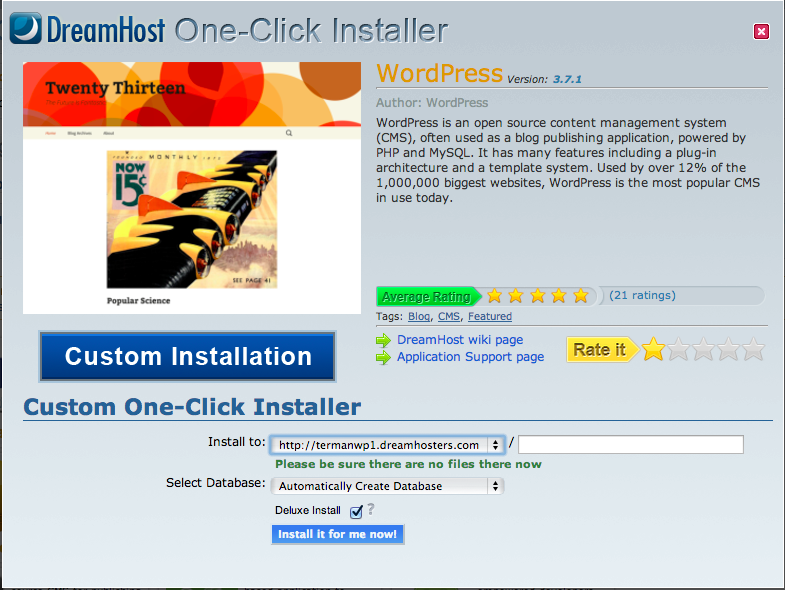 DreamHost One-Click Installer
Twenty Thirteen
Home Blog Archives About
POPULAR MONTHLY 1373
NOW
15¢
SEE PAGE 41
Popular Science
WordPress Version: 3.7.1
Author: WordPress
WordPress is an open source content management system
(CMS), often used as a blog publishing application, powered by
PHP and MySQL. It has many features including a plug-in
architecture and a template system. Used by over 12% of the
1,000,000 biggest websites, WordPress is the most popular CMS
in use today.
Average Rating (21 ratings)
Tags: Blog, CMS, Featured
DreamHost wiki page
Application Support page
Rate it
Custom Installation
Custom One-Click Installer
Install to: http://termanwp1.dreamhosters.com /
Please be sure there are no files there now
Select Database: Automatically Create Database
Deluxe Install ?
Install it for me now!